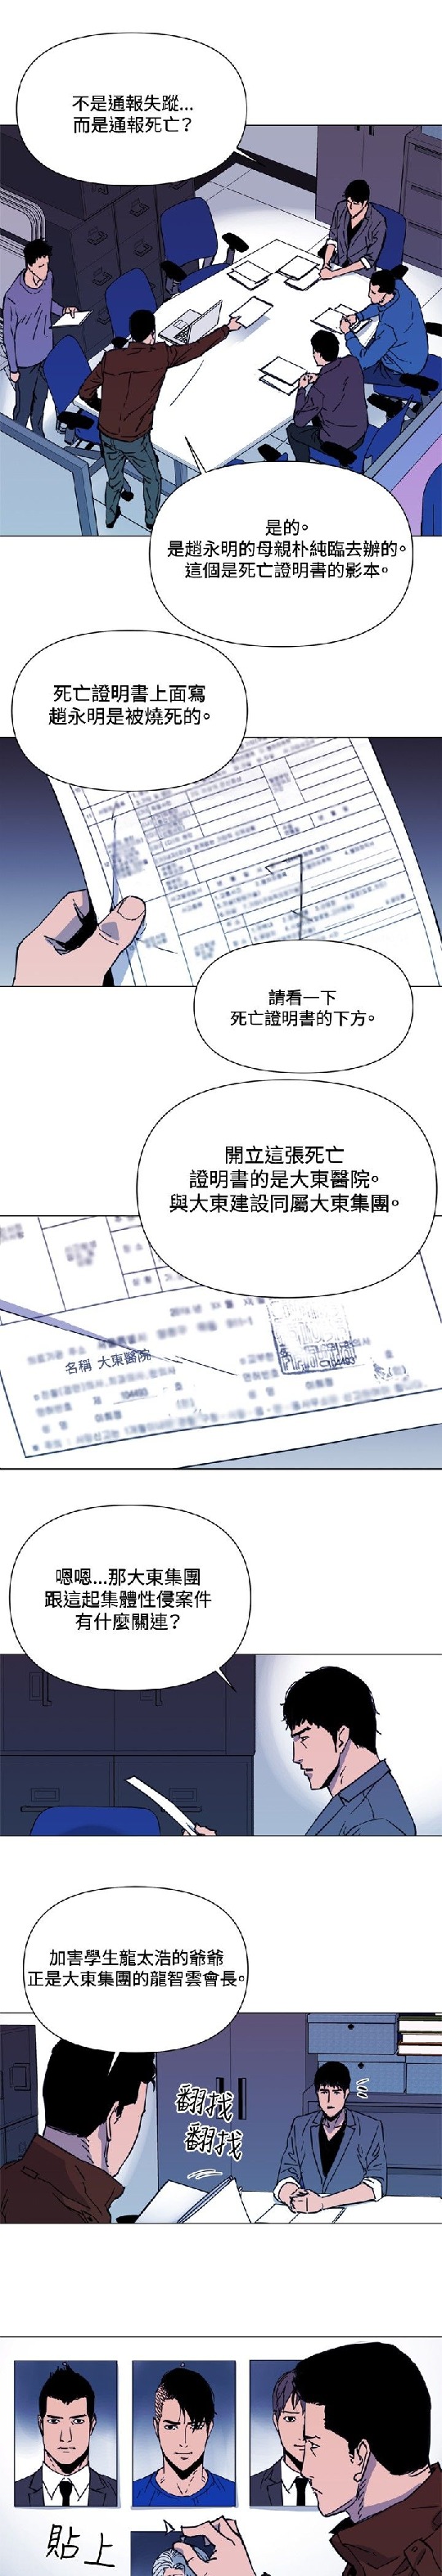 不是通報失蹤...
而是通報死亡？
是的。
是趙永明的母親朴純臨去辦的。
這個是死亡證明書的影本。
死亡證明書上面寫
趙永明是被燒死的。
請看一下
死亡證明書的下方。
開立這張死亡
證明書的是大東醫院。
與大東建設同屬大東集團。
名稱 大東醫院
嗯嗯...那大東集團
跟這起集體性侵案件
有什麼關連？
加害學生龍太浩的爺爺
正是大東集團的龍智雲會長。
翻找
翻找
貼上